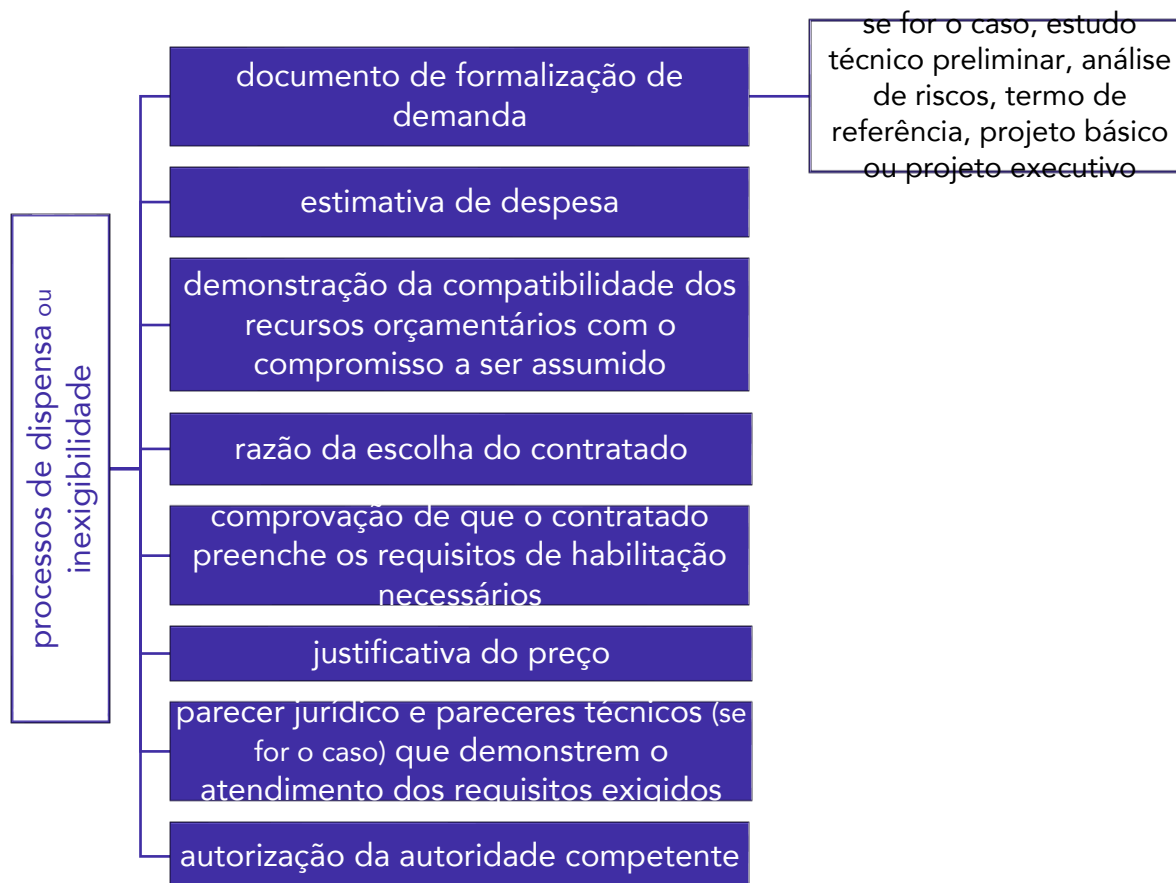 processos de dispensa ou
inexigibilidade
documento de formalização de
demanda
se for o caso, estudo
técnico preliminar, análise
de riscos, termo de
referência, projeto básico
ou projeto executivo
estimativa de despesa
demonstração da compatibilidade dos
recursos orçamentários com o
compromisso a ser assumido
razão da escolha do contratado
comprovação de que o contratado
preenche os requisitos de habilitação
necessários
justificativa do preço
parecer jurídico e pareceres técnicos (se
for o caso) que demonstrem o
atendimento dos requisitos exigidos
autorização da autoridade competente